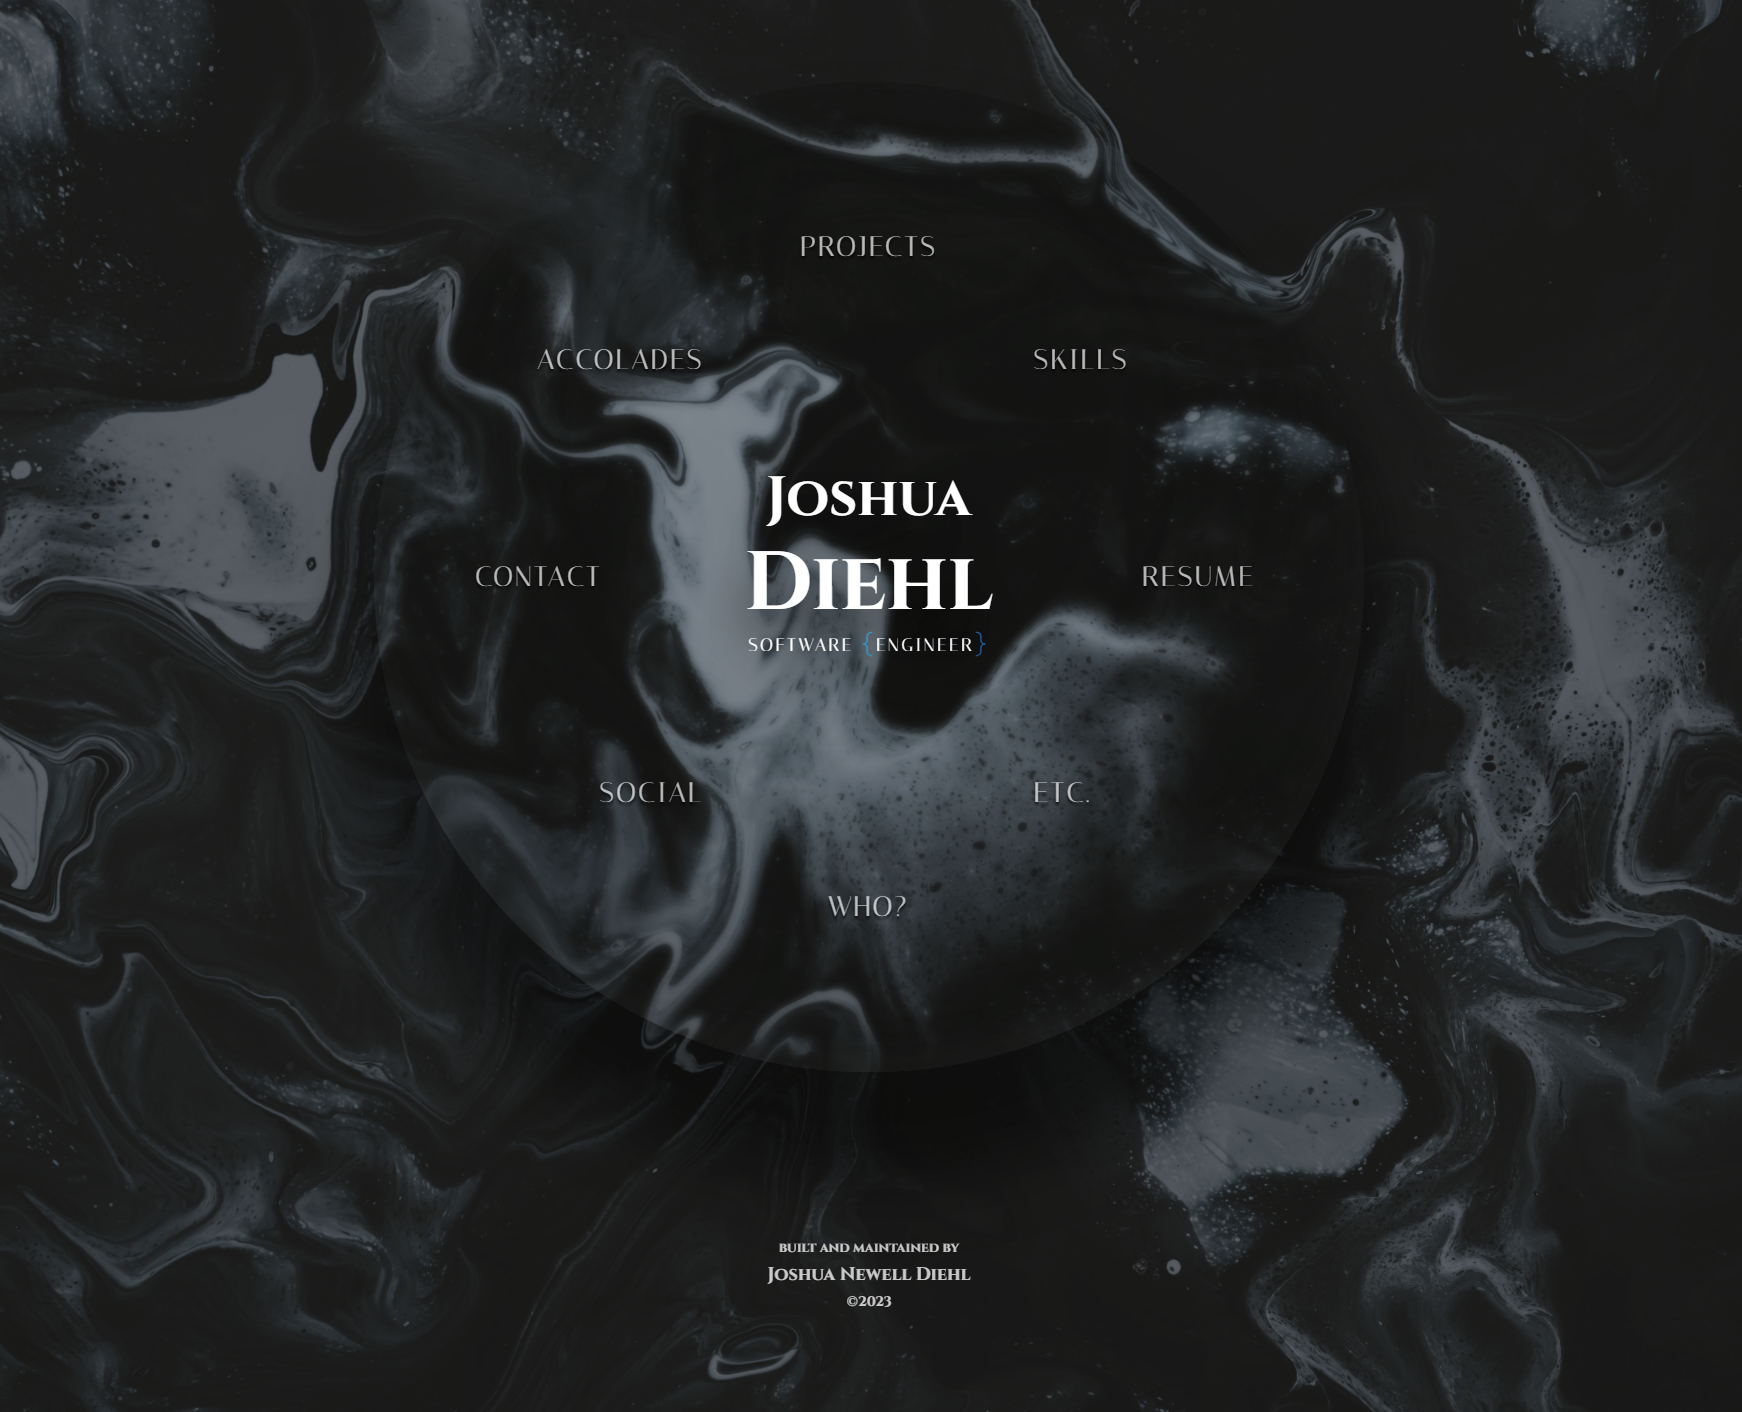 PROJECTS
ACCOLADES
SKILLS
JOSHUA
DIEHL
SOFTWARE {ENGINEER}
CONTACT
RESUME
SOCIAL
ETC.
WHO?
BUILT AND MAINTAINED BY
JOSHUA NEWELL DIEHL
©2023